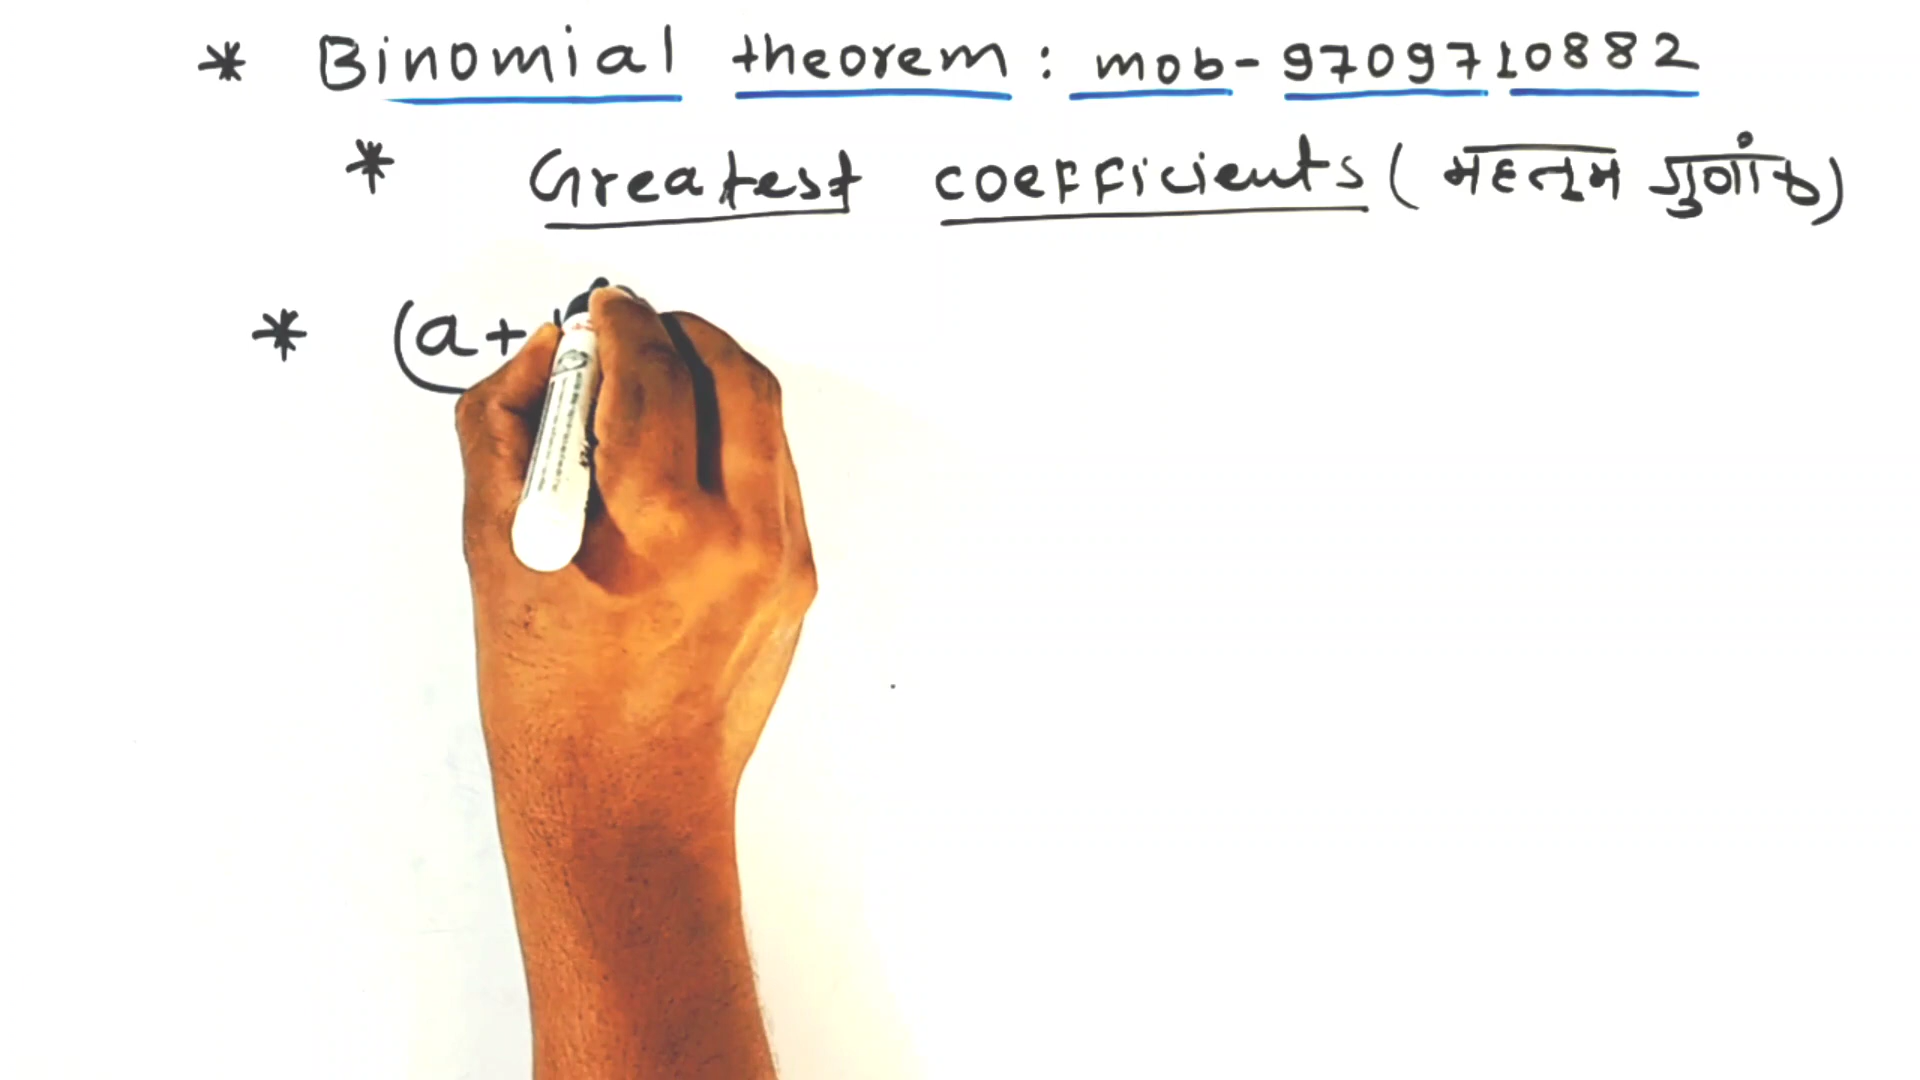 * Binomial theorem : mob- 9709710882
* Greatest coefficients ( महत्तम गुणांक )
* (a+